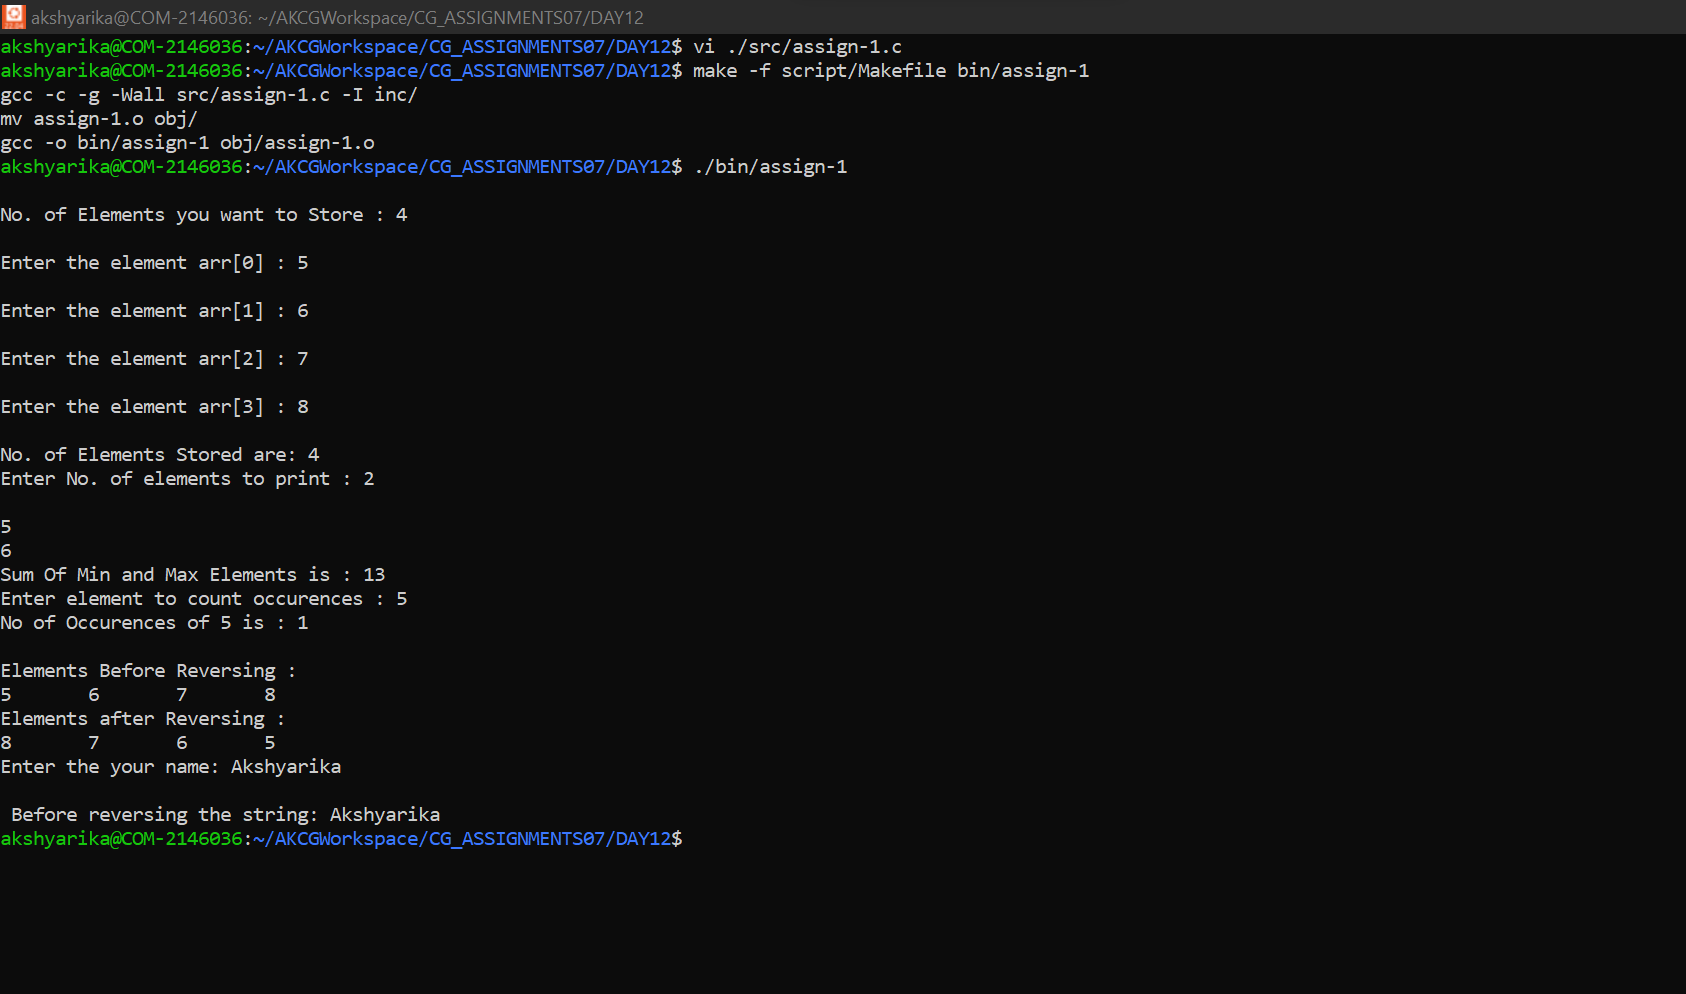 akshyarika@COM-2146036: ~/AKCGWorkspace/CG_ASSIGNMENTS07/DAY12
akshyarika@COM-2146036:~/AKCGWorkspace/CG_ASSIGNMENTS07/DAY12$ vi ./src/assign-1.c
akshyarika@COM-2146036:~/AKCGWorkspace/CG_ASSIGNMENTS07/DAY12$ make -f script/Makefile bin/assign-1
gcc -c -g -Wall src/assign-1.c -I inc/
mv assign-1.o obj/
gcc -o bin/assign-1 obj/assign-1.o
akshyarika@COM-2146036:~/AKCGWorkspace/CG_ASSIGNMENTS07/DAY12$ ./bin/assign-1
No. of Elements you want to Store : 4
Enter the element arr[0] : 5
Enter the element arr[1] : 6
Enter the element arr[2] : 7
Enter the element arr[3] : 8
No. of Elements Stored are: 4
Enter No. of elements to print : 2
5
6
Sum Of Min and Max Elements is : 13
Enter element to count occurences : 5
No of Occurences of 5 is : 1
Elements Before Reversing :
5       6       7       8
Elements after Reversing :
8       7       6       5
Enter the your name: Akshyarika
Before reversing the string: Akshyarika
akshyarika@COM-2146036:~/AKCGWorkspace/CG_ASSIGNMENTS07/DAY12$